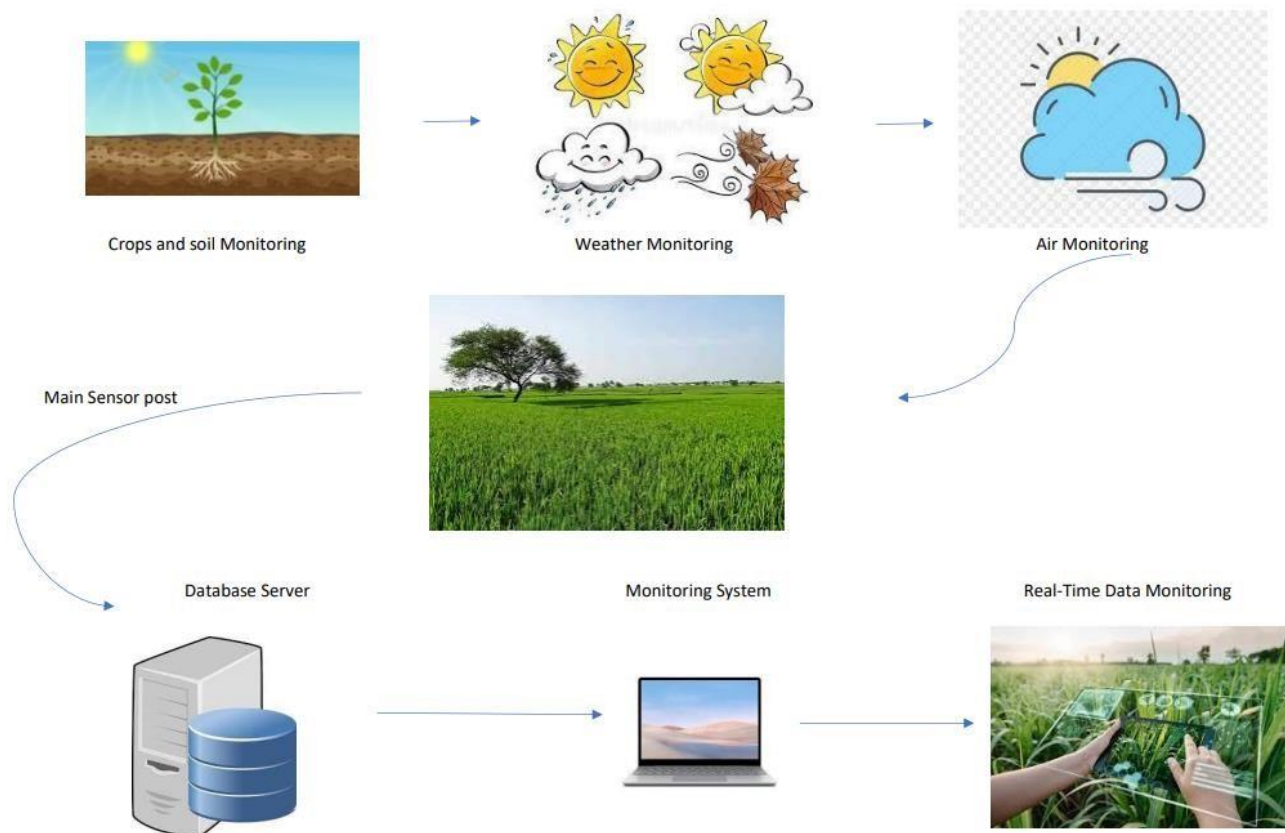 Crops and soil Monitoring
Weather Monitoring
Air Monitoring
Main Sensor post
Database Server
Monitoring System
Real-Time Data Monitoring